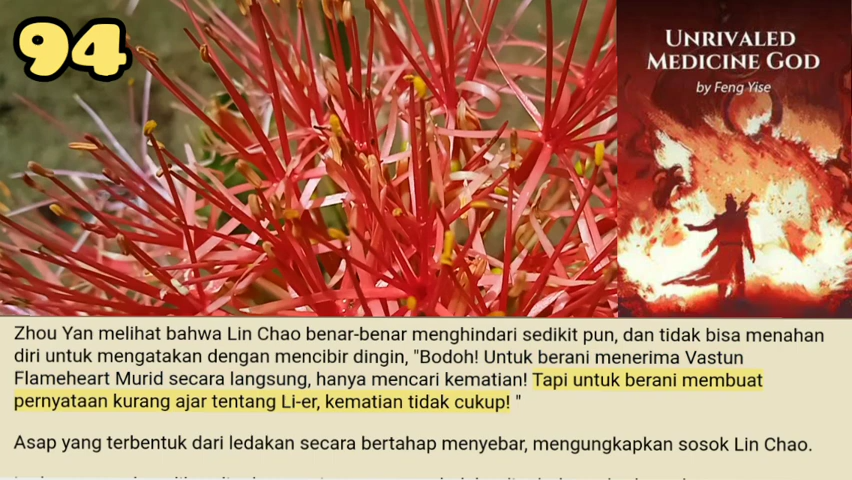 94
UNRIVALED
MEDICINE GOD
by Feng Yise
Zhou Yan melihat bahwa Lin Chao benar-benar menghindari sedikit pun, dan tidak bisa menahan
diri untuk mengatakan dengan mencibir dingin, "Bodoh! Untuk berani menerima Vastun
Flameheart Murid secara langsung, hanya mencari kematian! Tapi untuk berani membuat
pernyataan kurang ajar tentang Li-er, kematian tidak cukup! "
Asap yang terbentuk dari ledakan secara bertahap menyebar, mengungkapkan sosok Lin Chao.